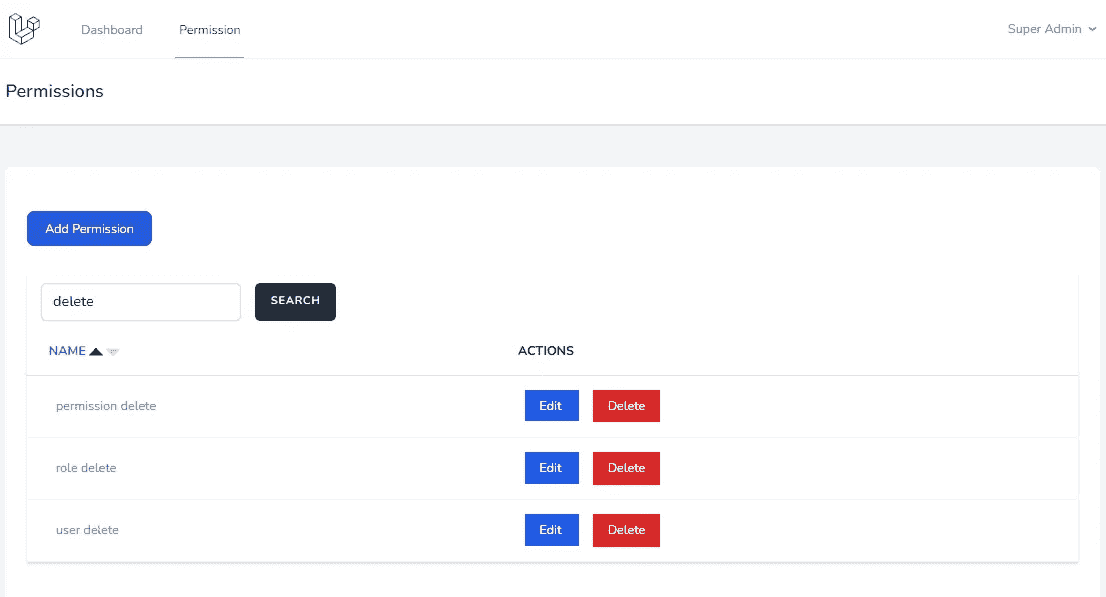 Dashboard Permission Super Admin
Permissions
Add Permission
delete SEARCH
NAME ACTIONS
permission delete Edit Delete
role delete Edit Delete
user delete Edit Delete